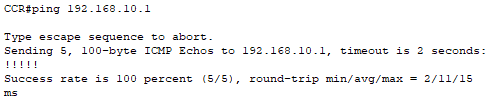 CCR#ping 192.168.10.1
Type escape sequence to abort.
Sending 5, 100-byte ICMP Echos to 192.168.10.1, timeout is 2 seconds:
!!!!!
Success rate is 100 percent (5/5), round-trip min/avg/max = 2/11/15
ms